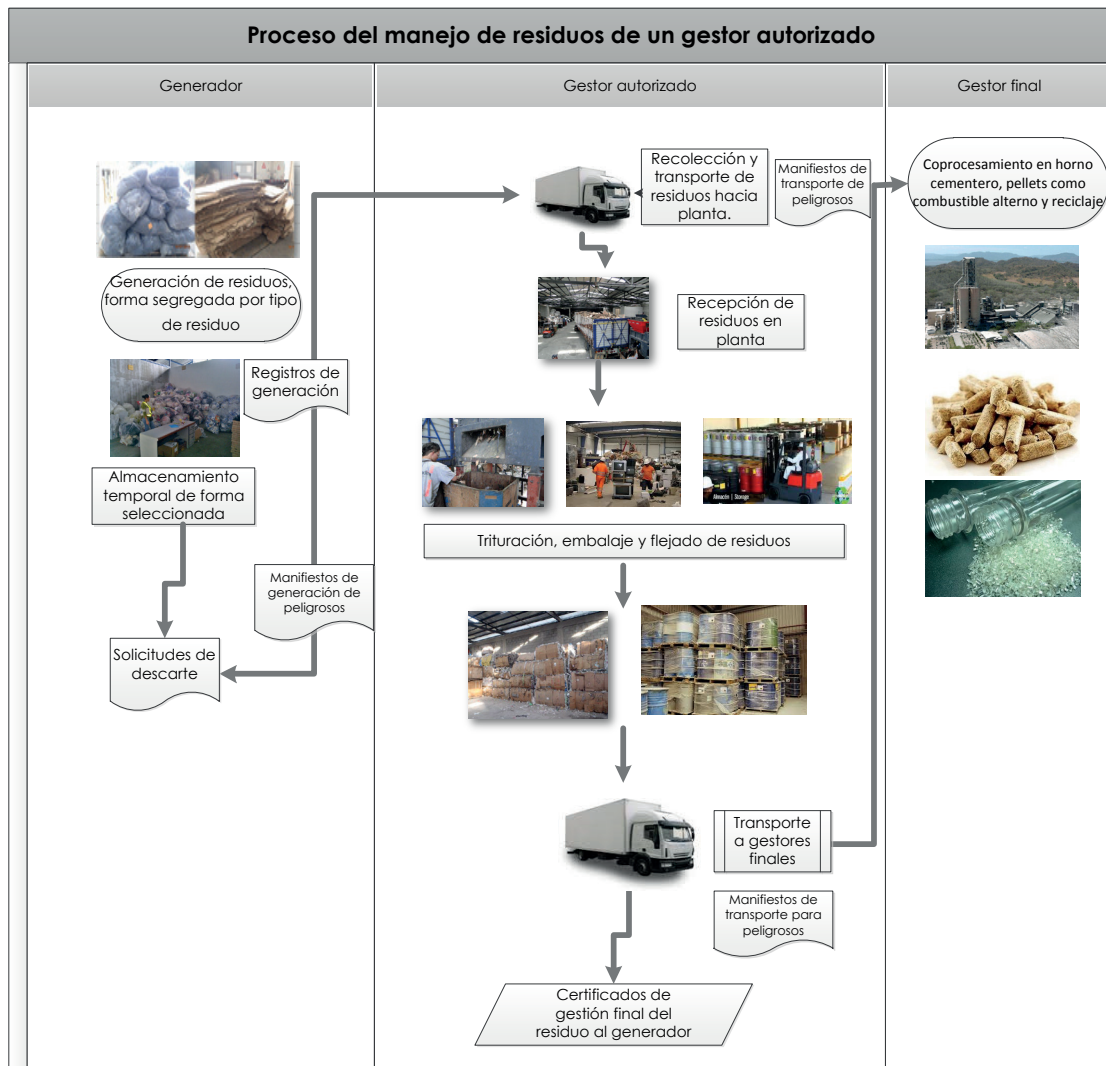 Proceso del manejo de residuos de un gestor autorizado
Generador
Gestor autorizado
Gestor final
Generación de residuos,
forma segregada por tipo
de residuo
Registros de
generación
Almacenamiento
temporal de forma
seleccionada
Manifiestos de
generación de
peligrosos
Solicitudes de
descarte
Recolección y
transporte de
residuos hacia
planta.
Manifiestos de
transporte de
peligrosos
Recepción de
residuos en
planta
Almacén | Storage
Trituración, embalaje y flejado de residuos
Transporte
a gestores
finales
Manifiestos de
transporte para
peligrosos
Certificados de
gestión final del
residuo al generador
Coprocesamiento en horno
cementero, pellets como
combustible alterno y reciclaje